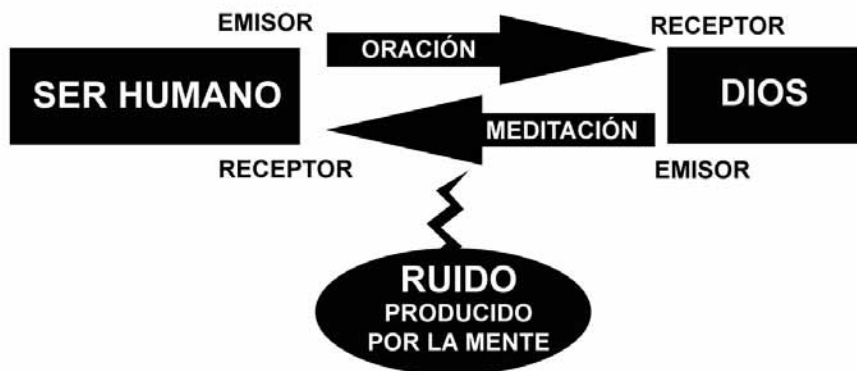 EMISOR
RECEPTOR
ORACIÓN
SER HUMANO
DIOS
MEDITACIÓN
RECEPTOR
EMISOR
RUIDO
PRODUCIDO
POR LA MENTE